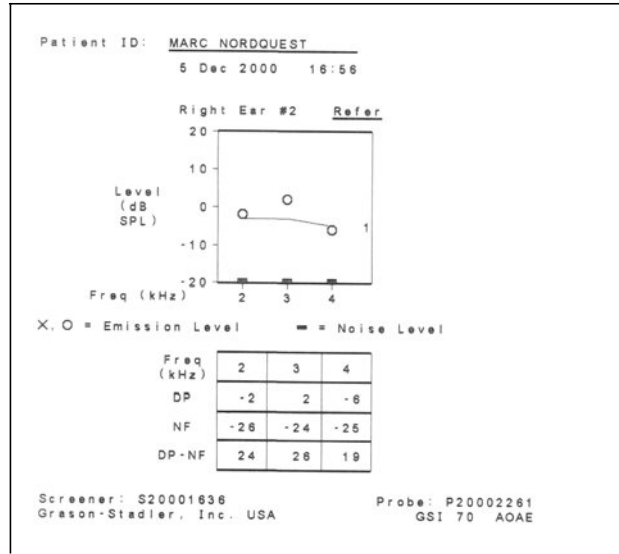 Patient ID: MARC NORDQUEST
5 Dec 2000 16:56
Right Ear #2 Refer
20
10
Level
(dB
SPL)
0
-10
-20
1
Freq (kHz) 2 3 4
X, O = Emission Level = Noise Level
Freq
(kHz) 2 3 4
DP -2 2 -6
NF -26 -24 -25
DP-NF 24 26 19
Screener: S20001636 Probe: P20002261
Grason-Stadler, Inc. USA GSI 70 AOAE